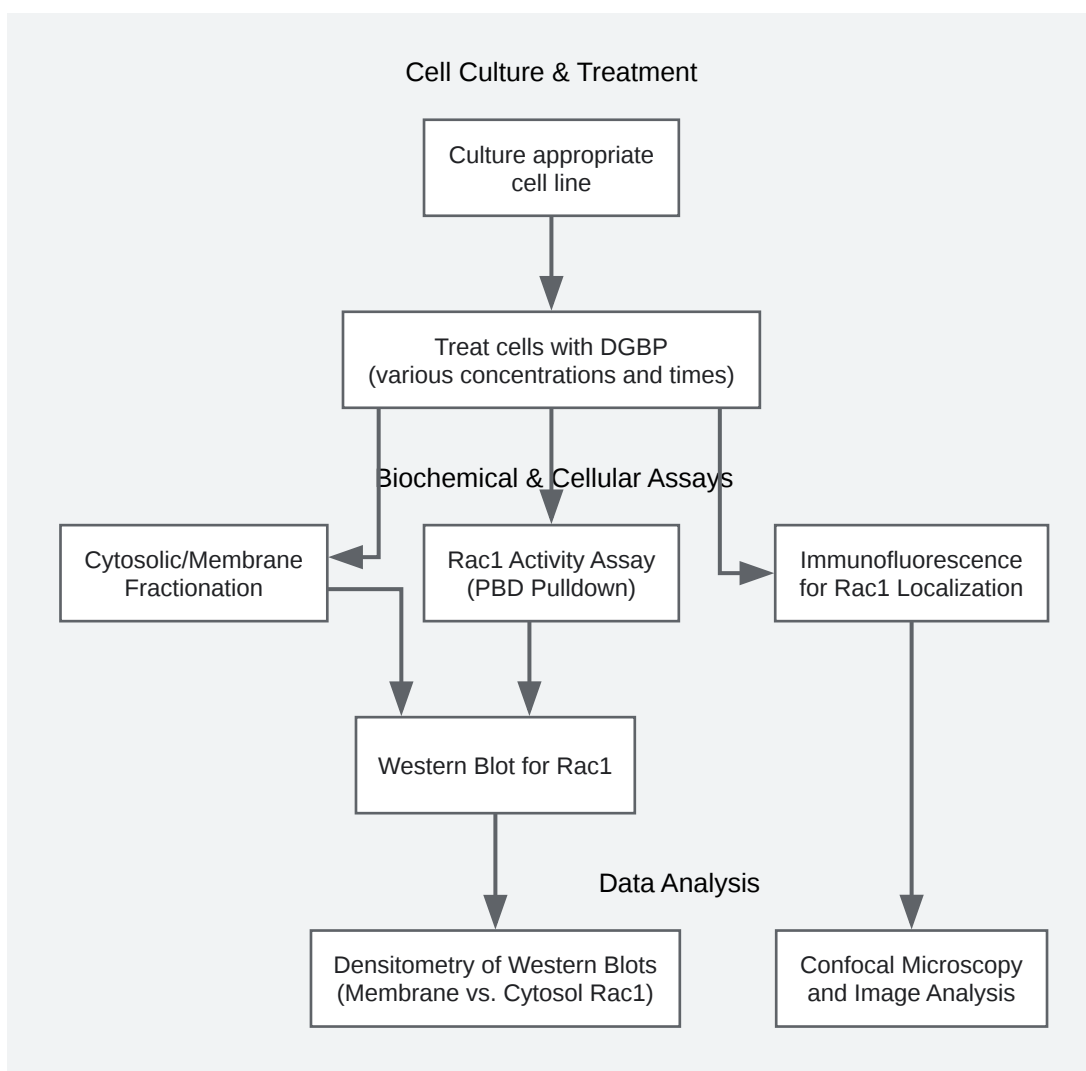 Cell Culture & Treatment
Culture appropriate
cell line
Treat cells with DGBP
(various concentrations and times)
Biochemical & Cellular Assays
Cytosolic/Membrane
Fractionation
Rac1 Activity Assay
(PBD Pulldown)
Immunofluorescence
for Rac1 Localization
Western Blot for Rac1
Data Analysis
Densitometry of Western Blots
(Membrane vs. Cytosol Rac1)
Confocal Microscopy
and Image Analysis